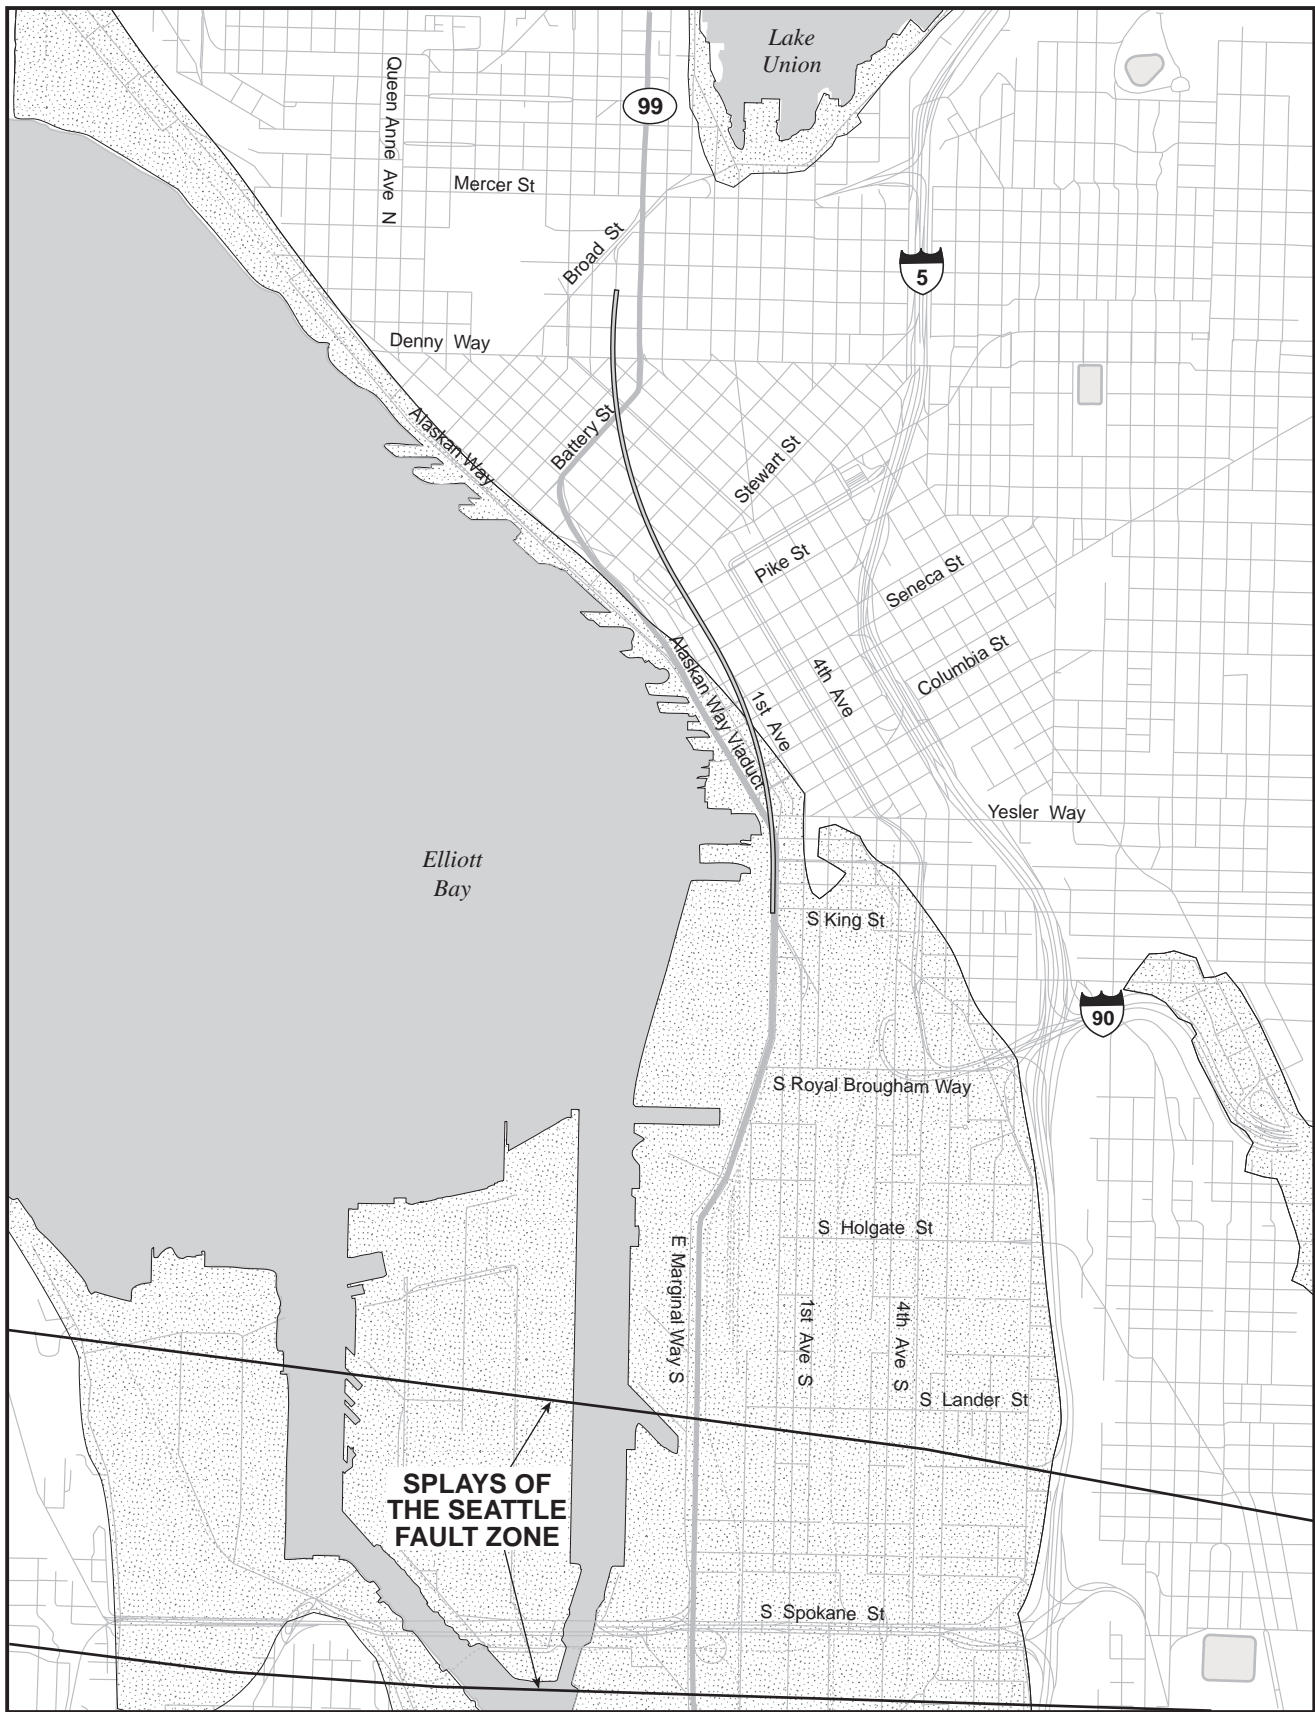 Lake
Union
99
Queen Anne Ave N
Mercer St
Broad St
5
Denny Way
Alaskan Way
Battery St
Stewart St
Pike St
Seneca St
Columbia St
4th Ave
1st Ave
Alaskan Way Viaduct
Yesler Way
Elliott
Bay
S King St
90
S Royal Brougham Way
S Holgate St
E Marginal Way S
1st Ave S
4th Ave S
S Lander St
SPLAYS OF
THE SEATTLE
FAULT ZONE
S Spokane St